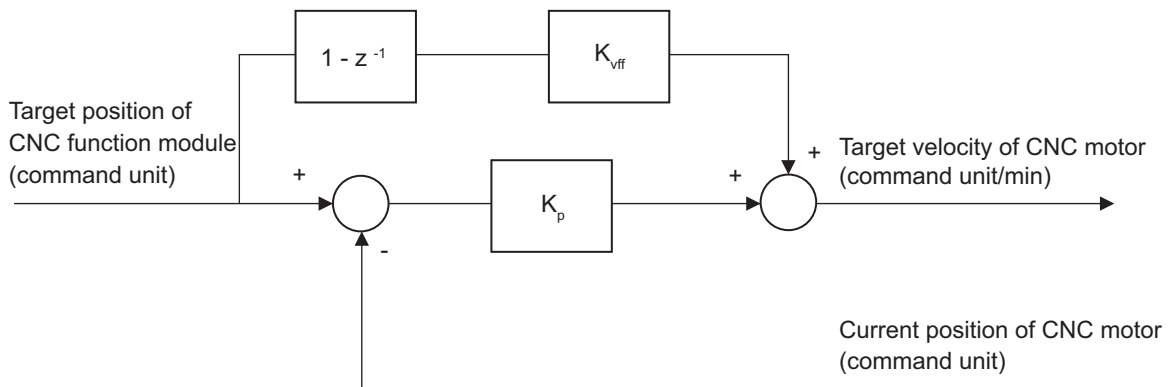 1 - z -1
K vff
Target position of
CNC function module
(command unit)
+
+
Target velocity of CNC motor
(command unit/min)
+
K p
-
Current position of CNC motor
(command unit)